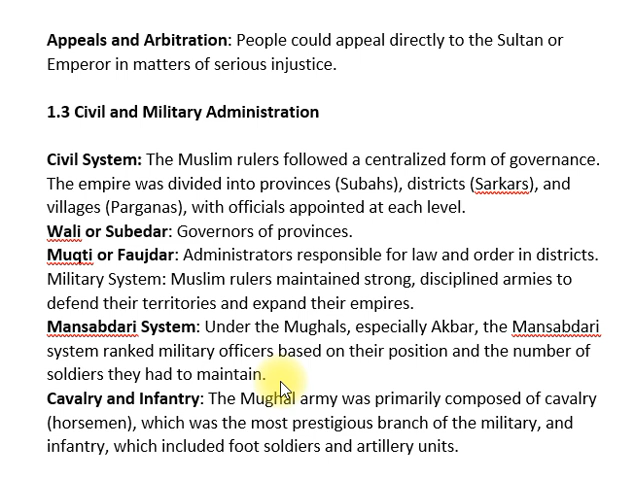 Appeals and Arbitration: People could appeal directly to the Sultan or
Emperor in matters of serious injustice.
1.3 Civil and Military Administration
Civil System: The Muslim rulers followed a centralized form of governance.
The empire was divided into provinces (Subahs), districts (Sarkars), and
villages (Parganas), with officials appointed at each level.
Wali or Subedar: Governors of provinces.
Muqti or Faujdar: Administrators responsible for law and order in districts.
Military System: Muslim rulers maintained strong, disciplined armies to
defend their territories and expand their empires.
Mansabdari System: Under the Mughals, especially Akbar, the Mansabdari
system ranked military officers based on their position and the number of
soldiers they had to maintain.
Cavalry and Infantry: The Mughal army was primarily composed of cavalry
(horsemen), which was the most prestigious branch of the military, and
infantry, which included foot soldiers and artillery units.